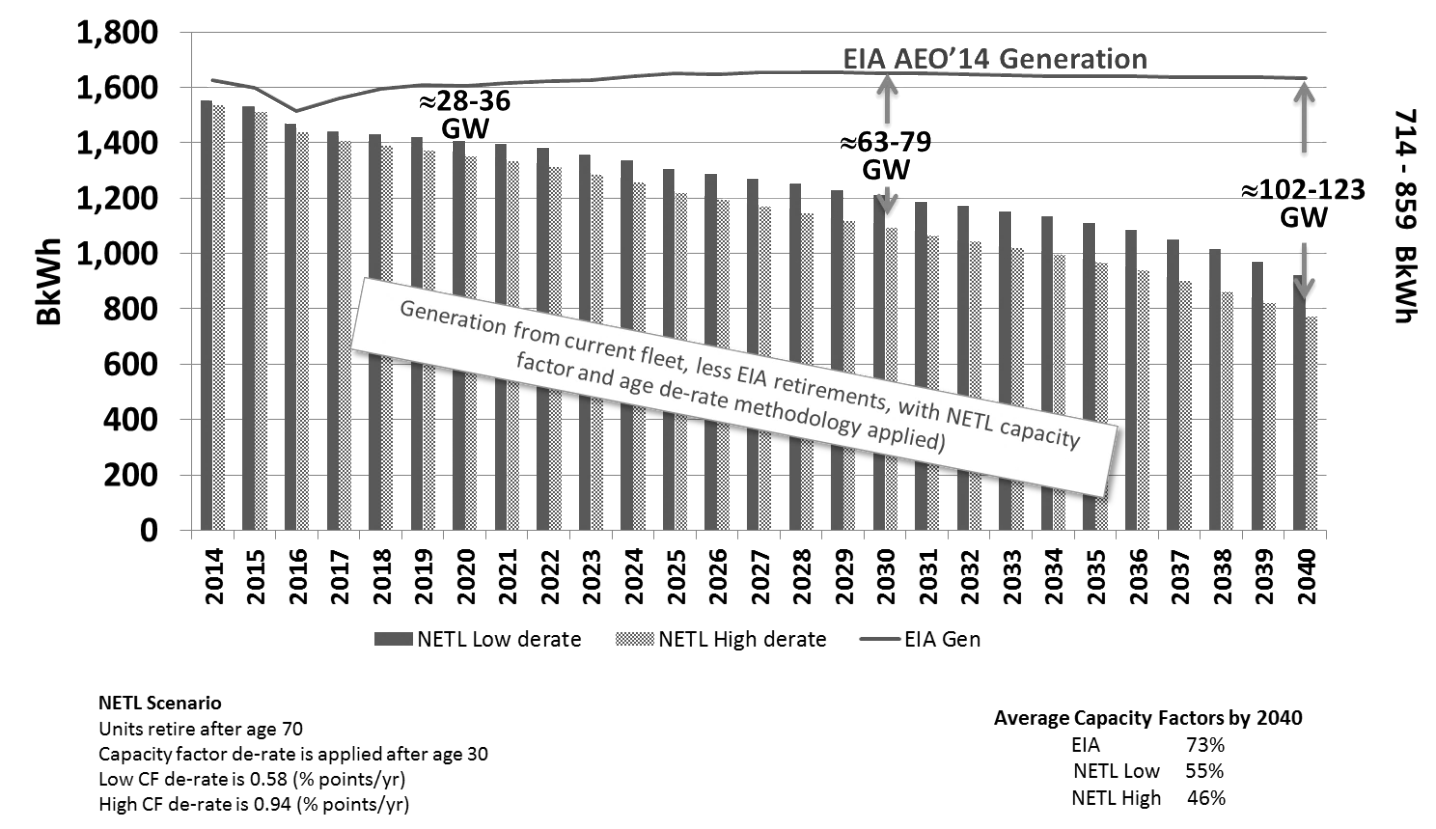 1,800
1,600
1,400
1,200
1,000
800
600
400
200
0
BkWh
EIA AEO’14 Generation
≈28-36
GW
≈63-79
GW
≈102-123
GW
714 - 859 BkWh
Generation from current fleet, less EIA retirements, with NETL capacity
factor and age de-rate methodology applied)
2014
2015
2016
2017
2018
2019
2020
2021
2022
2023
2024
2025
2026
2027
2028
2029
2030
2031
2032
2033
2034
2035
2036
2037
2038
2039
2040
NETL Low derate NETL High derate EIA Gen
NETL Scenario
Units retire after age 70
Capacity factor de-rate is applied after age 30
Low CF de-rate is 0.58 (% points/yr)
High CF de-rate is 0.94 (% points/yr)
Average Capacity Factors by 2040
EIA 73%
NETL Low 55%
NETL High 46%